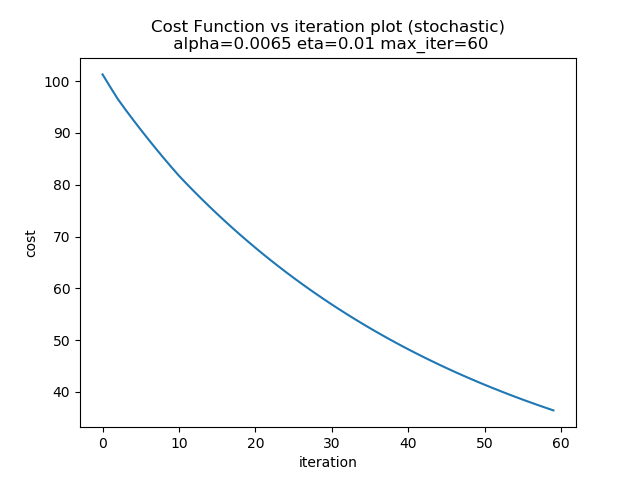 Cost Function vs iteration plot (stochastic)
alpha=0.0065 eta=0.01 max_iter=60
100
90
80
70
60
50
40
cost
0 10 20 30 40 50 60
iteration